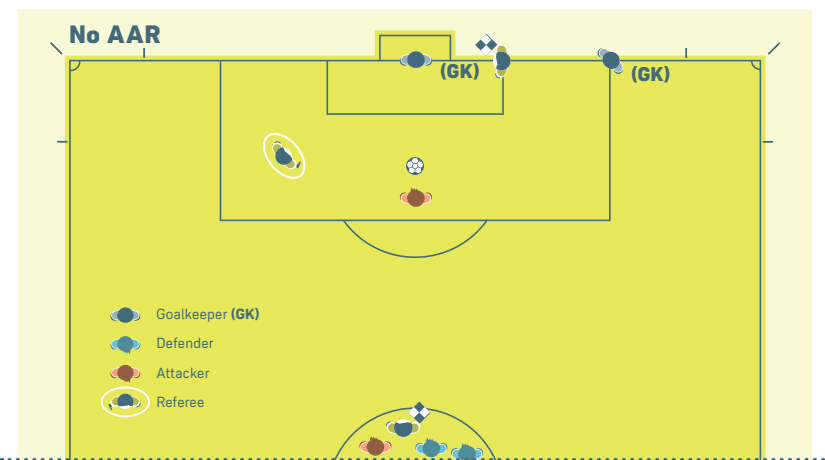 No AAR
(GK)
(GK)
Goalkeeper (GK)
Defender
Attacker
Referee